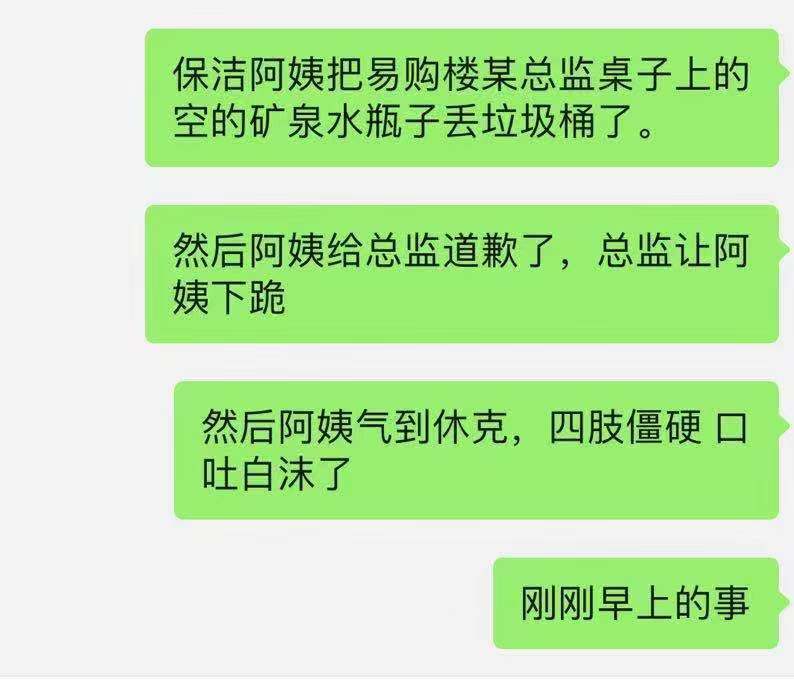 保洁阿姨把易购楼某总监桌子上的
空的矿泉水瓶子丢垃圾桶了。
然后阿姨给总监道歉了，总监让阿
姨下跪
然后阿姨气到休克，四肢僵硬 口
吐白沫了
刚刚早上的事